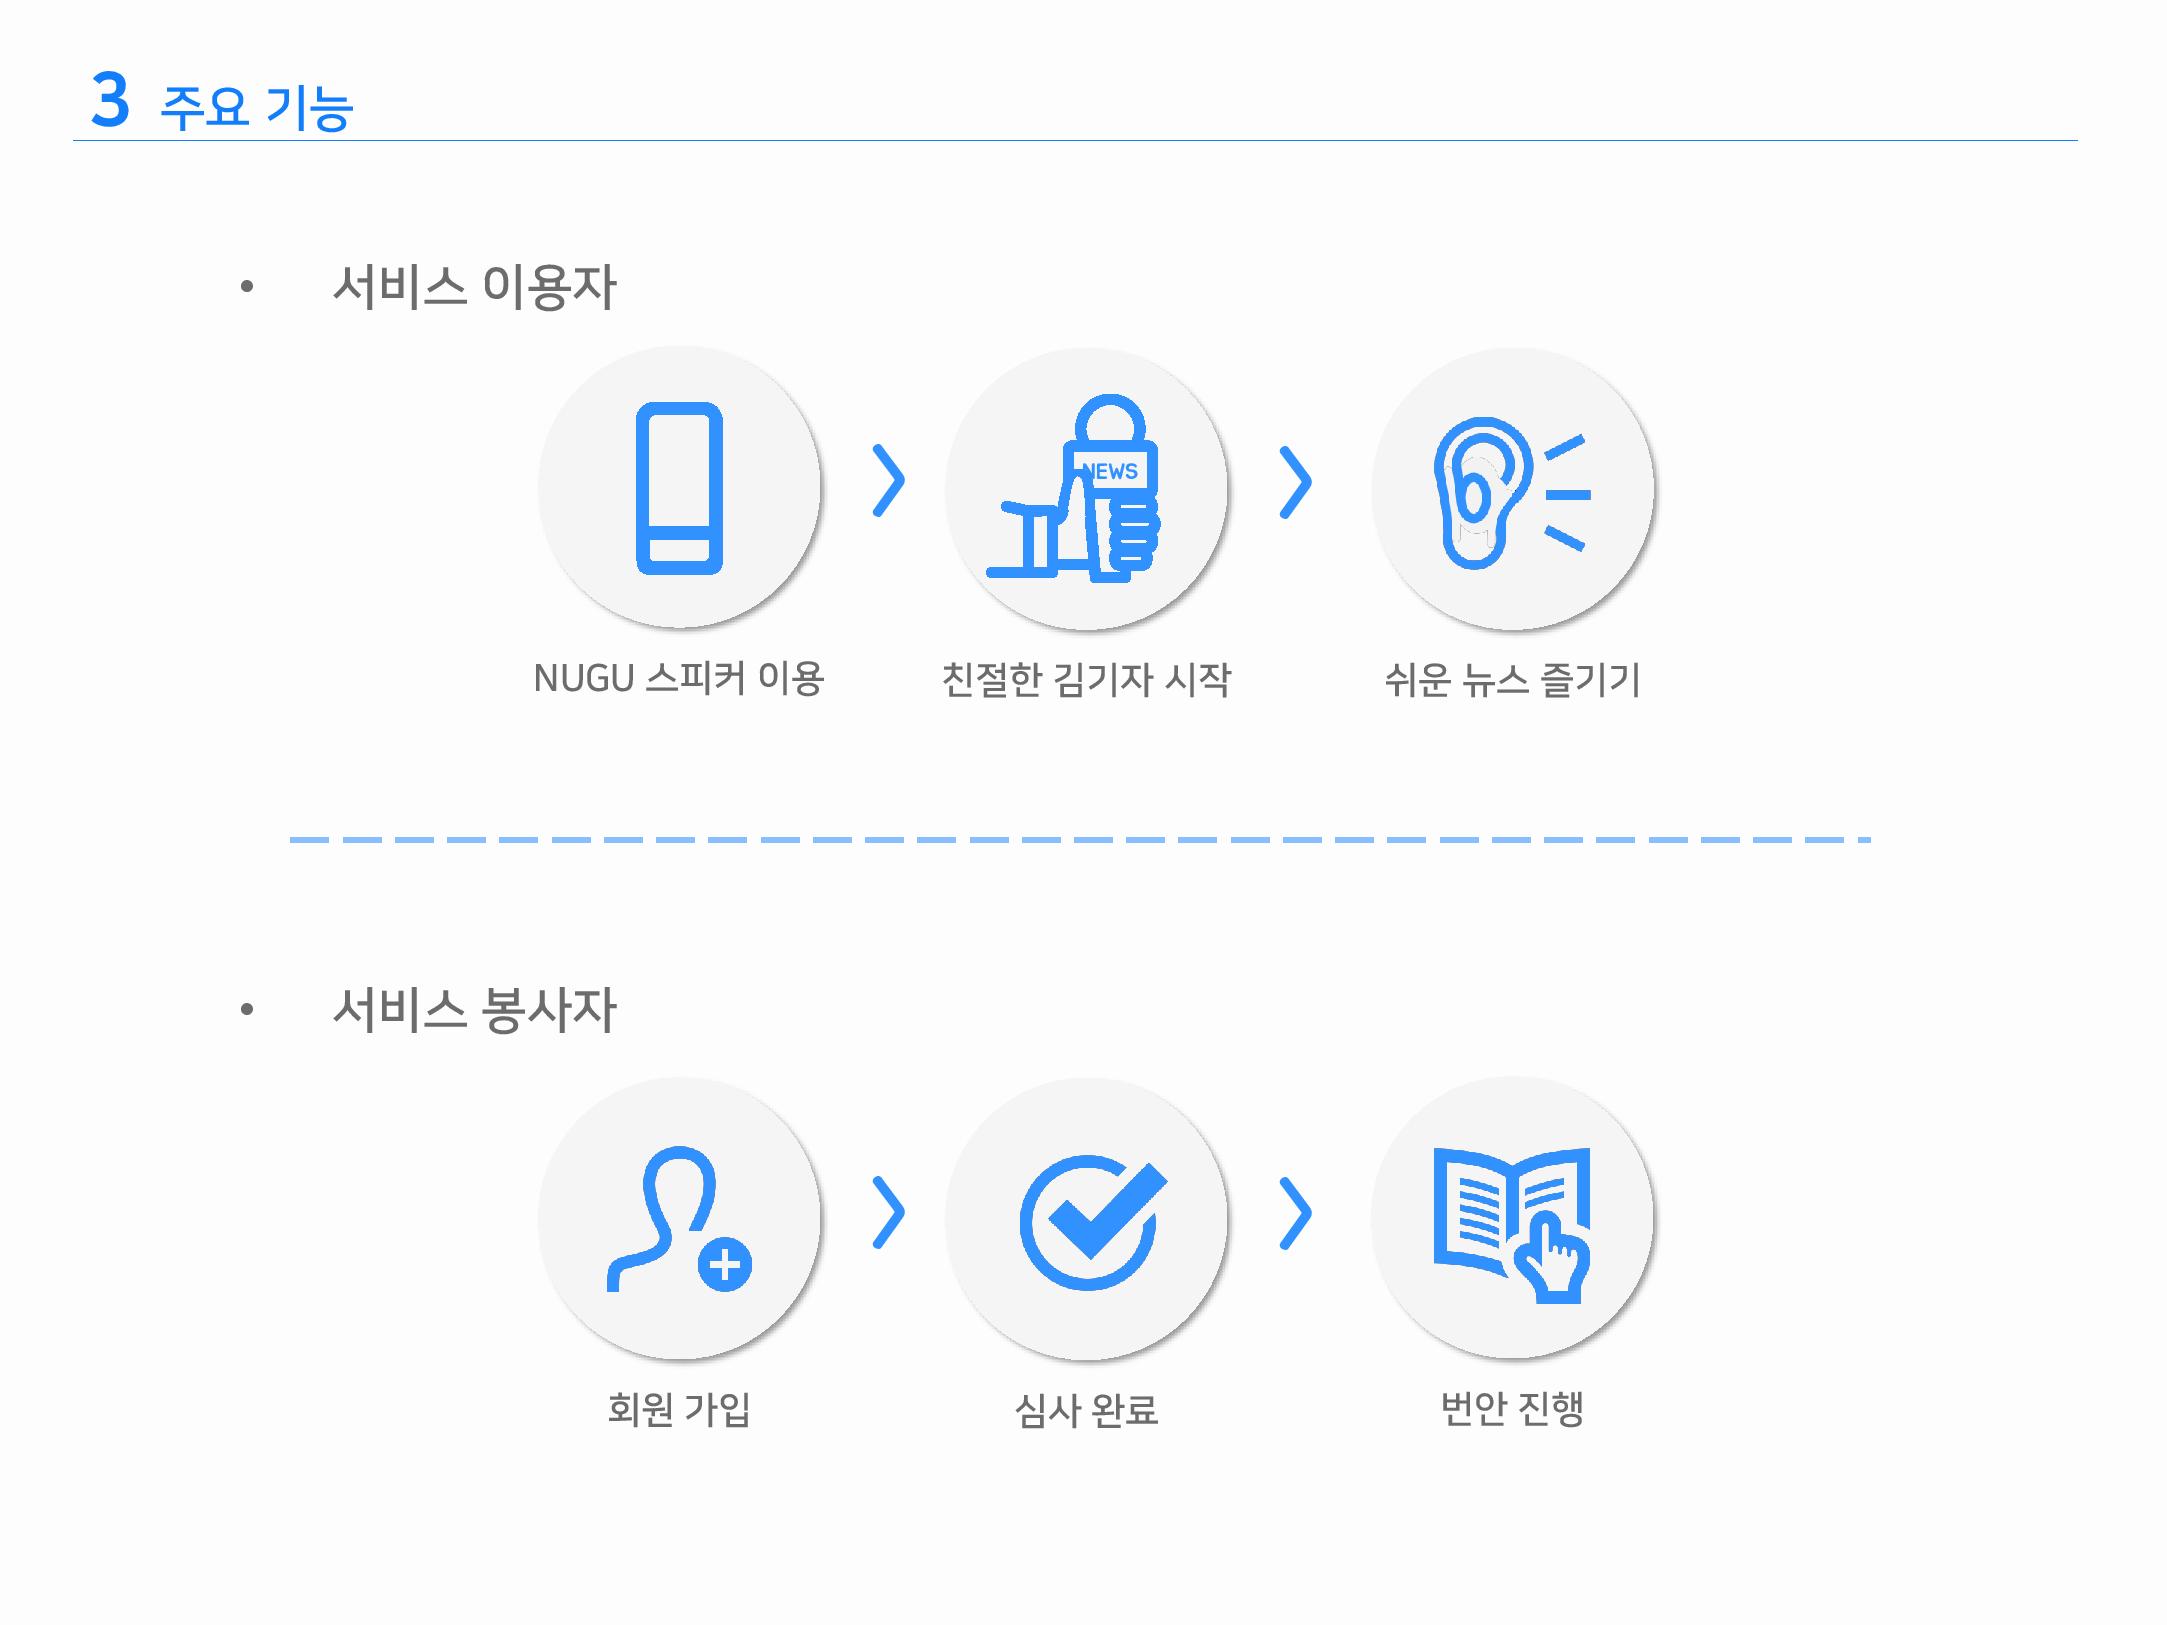 3 주요 기능
• 서비스 이용자
NEWS
NUGU 스피커 이용
친절한 김기자 시작
쉬운 뉴스 즐기기
• 서비스 봉사자
회원 가입
심사 완료
번안 진행